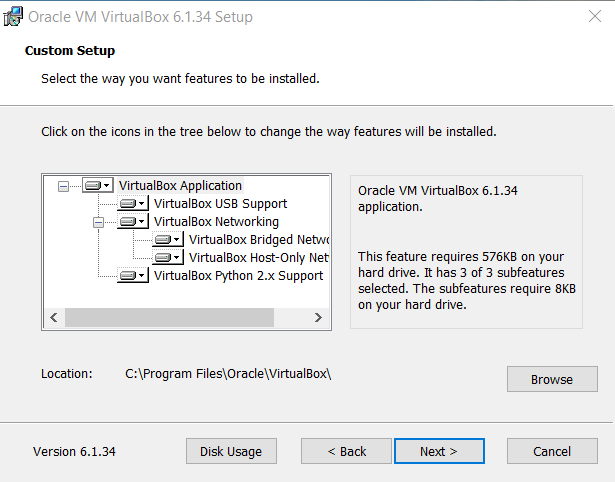 Oracle VM VirtualBox 6.1.34 Setup
Custom Setup
Select the way you want features to be installed.
Click on the icons in the tree below to change the way features will be installed.
VirtualBox Application
VirtualBox USB Support
VirtualBox Networking
VirtualBox Bridged Netwo
VirtualBox Host-Only Net
VirtualBox Python 2.x Support
Oracle VM VirtualBox 6.1.34
application.
This feature requires 576KB on your
hard drive. It has 3 of 3 subfeatures
selected. The subfeatures require 8KB
on your hard drive.
Location: C:\Program Files\Oracle\VirtualBox\
Browse
Version 6.1.34 Disk Usage < Back Next > Cancel